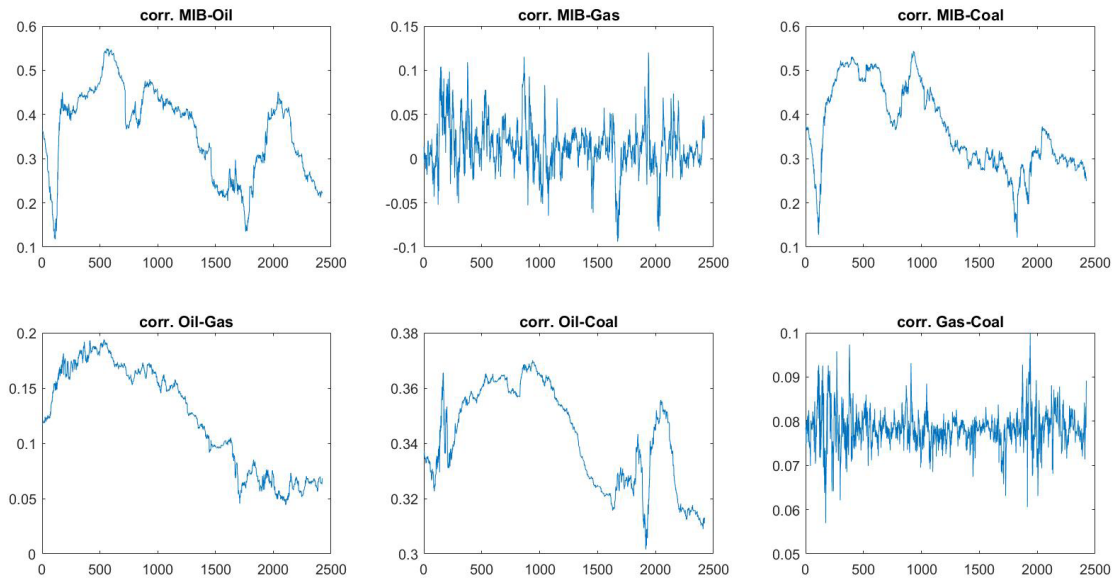 corr. MIB-Oil
0.6
0.5
0.4
0.3
0.2
0.1
0 500 1000 1500 2000 2500
corr. MIB-Gas
0.15
0.1
0.05
0
-0.05
-0.1
0 500 1000 1500 2000 2500
corr. MIB-Coal
0.6
0.5
0.4
0.3
0.2
0.1
0 500 1000 1500 2000 2500
corr. Oil-Gas
0.2
0.15
0.1
0.05
0
0 500 1000 1500 2000 2500
corr. Oil-Coal
0.38
0.36
0.34
0.32
0.3
0 500 1000 1500 2000 2500
corr. Gas-Coal
0.1
0.09
0.08
0.07
0.06
0.05
0 500 1000 1500 2000 2500